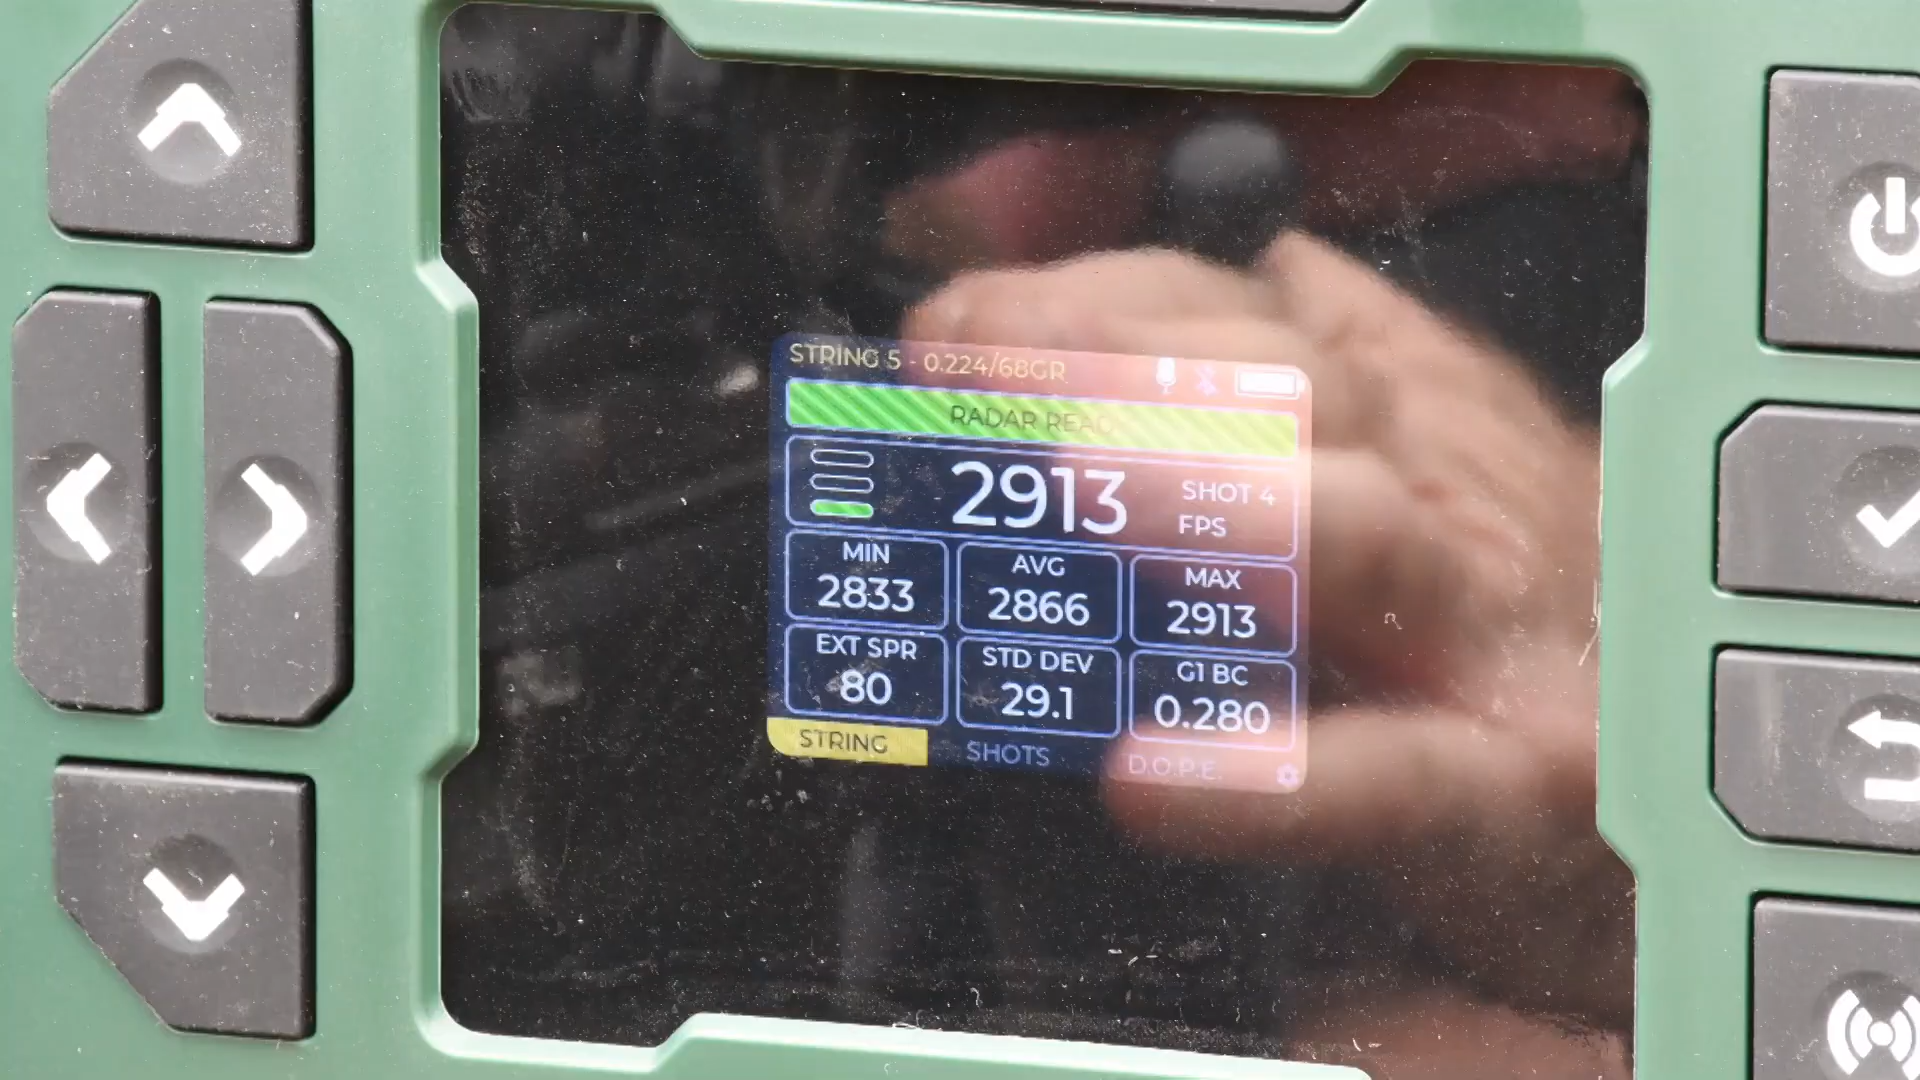 STRING 5 - 0.224/68GR
RADAR READ
2913
SHOT 4
FPS
MIN
2833
AVG
2866
MAX
2913
EXT SPR
80
STD DEV
29.1
G1 BC
0.280
STRING
SHOTS
D.O.P.E.